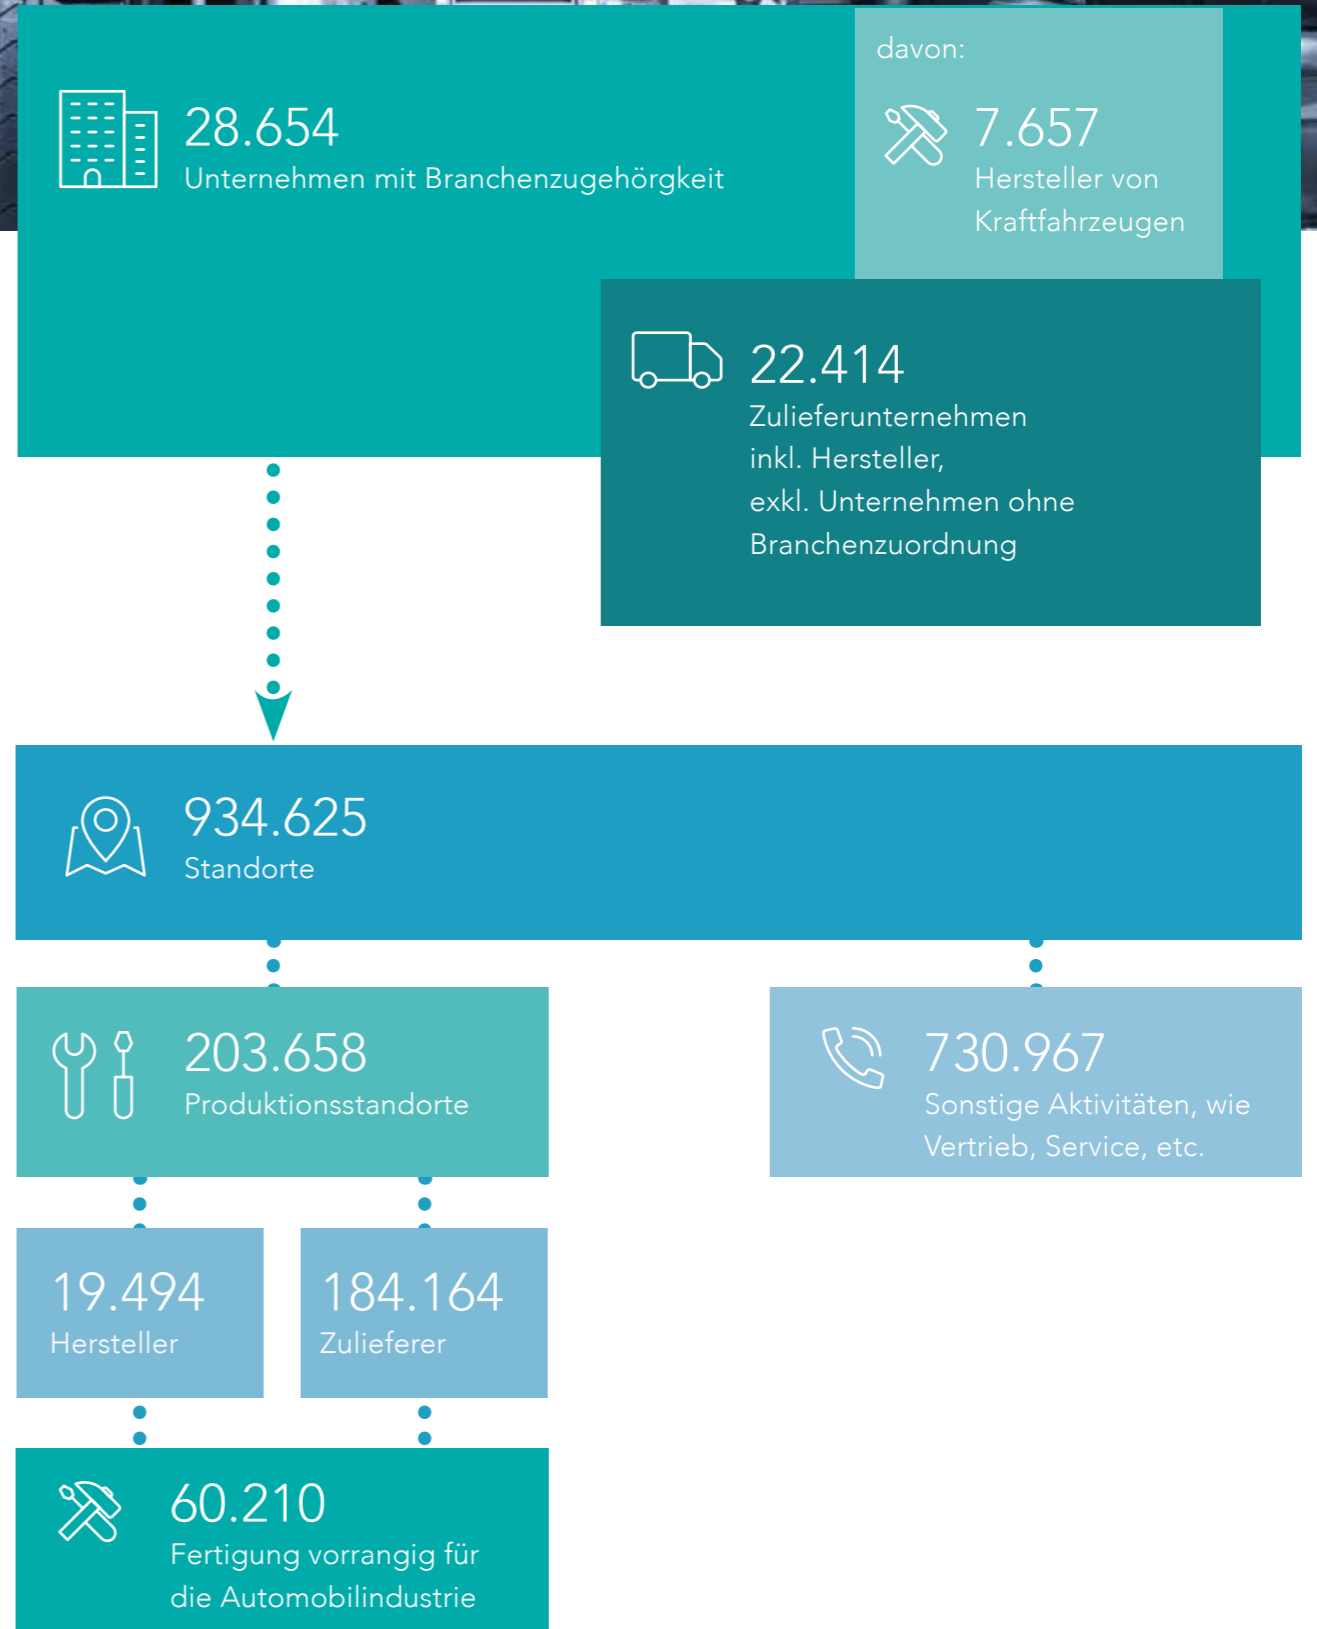 28.654
Unternehmen mit Branchenzugehörgkeit
davon:
7.657
Hersteller von
Kraftfahrzeugen
22.414
Zulieferunternehmen
inkl. Hersteller,
exkl. Unternehmen ohne
Branchenzuordnung
934.625
Standorte
203.658
Produktionsstandorte
730.967
Sonstige Aktivitäten, wie
Vertrieb, Service, etc.
19.494
Hersteller
184.164
Zulieferer
60.210
Fertigung vorrangig für
die Automobilindustrie